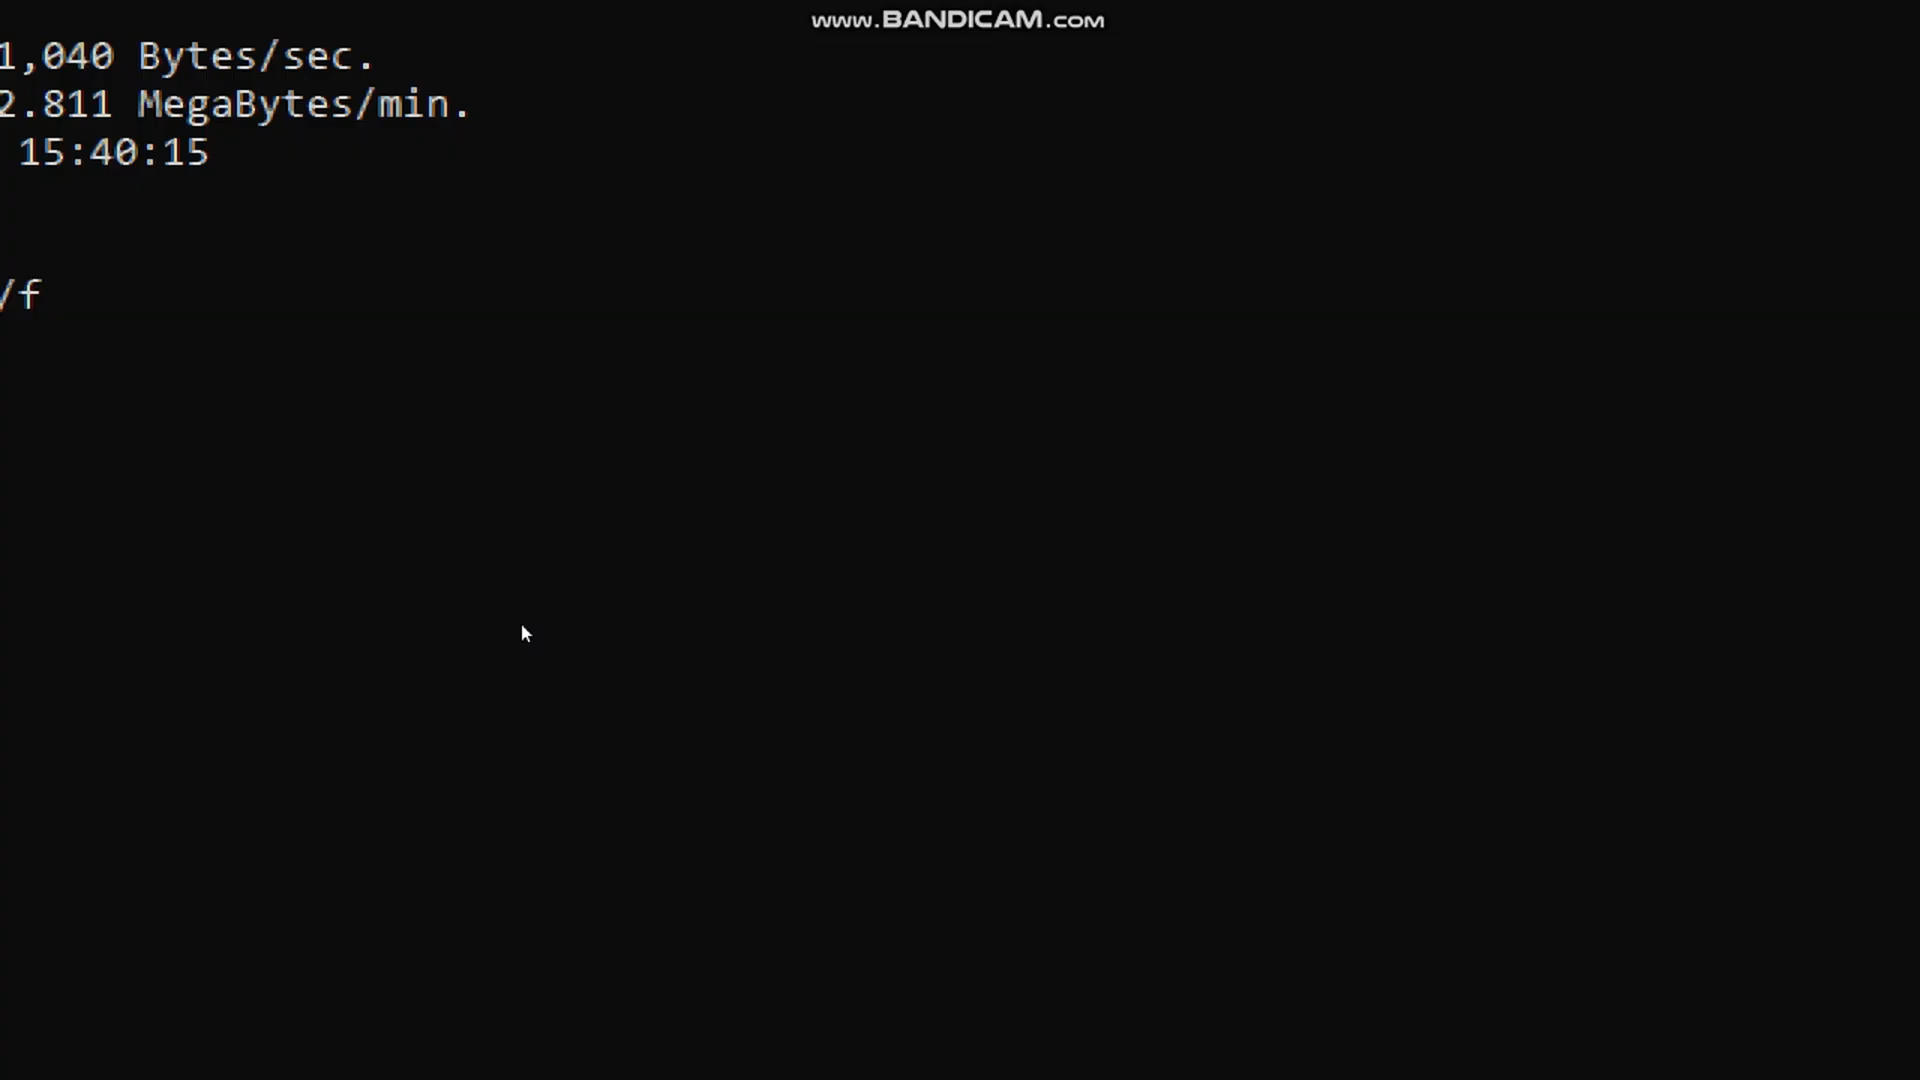 www.BANDICAM.com
1,040 Bytes/sec.
2.811 MegaBytes/min.
15:40:15
/f